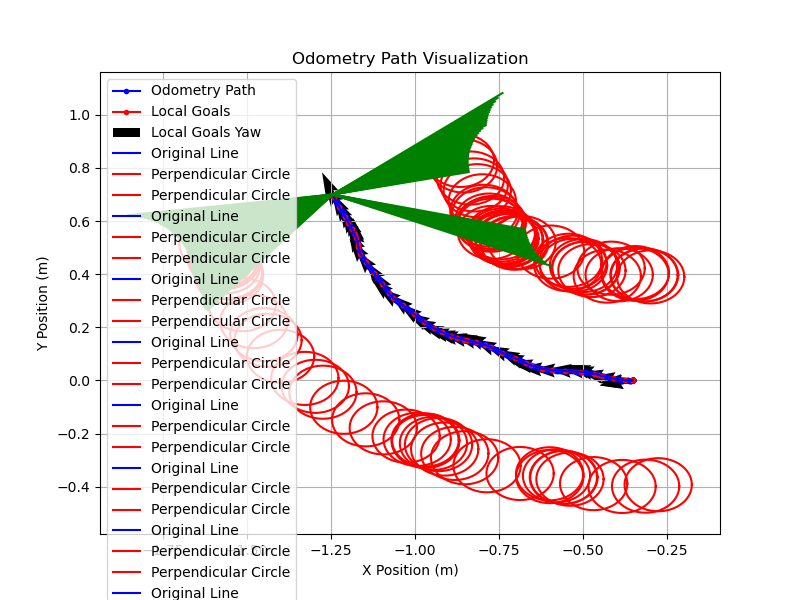 Odometry Path Visualization
Odometry Path
Local Goals
Local Goals Yaw
Original Line
Perpendicular Circle
Perpendicular Circle
Original Line
Perpendicular Circle
Perpendicular Circle
Original Line
Perpendicular Circle
Perpendicular Circle
Original Line
Perpendicular Circle
Perpendicular Circle
Original Line
Perpendicular Circle
Perpendicular Circle
Original Line
Perpendicular Circle
Perpendicular Circle
Original Line
Perpendicular Circle
Perpendicular Circle
Original Line
Y Position (m)
1.0
0.8
0.6
0.4
0.2
0.0
−0.2
−0.4
−1.25 −1.00 −0.75 −0.50 −0.25
X Position (m)